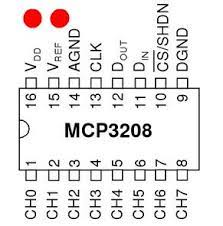 VDD VREF AGND CLK DOUT DIN CS/SHDN DGND
16 15 14 13 12 11 10 9
MCP3208
1 2 3 4 5 6 7 8
CH0 CH1 CH2 CH3 CH4 CH5 CH6 CH7